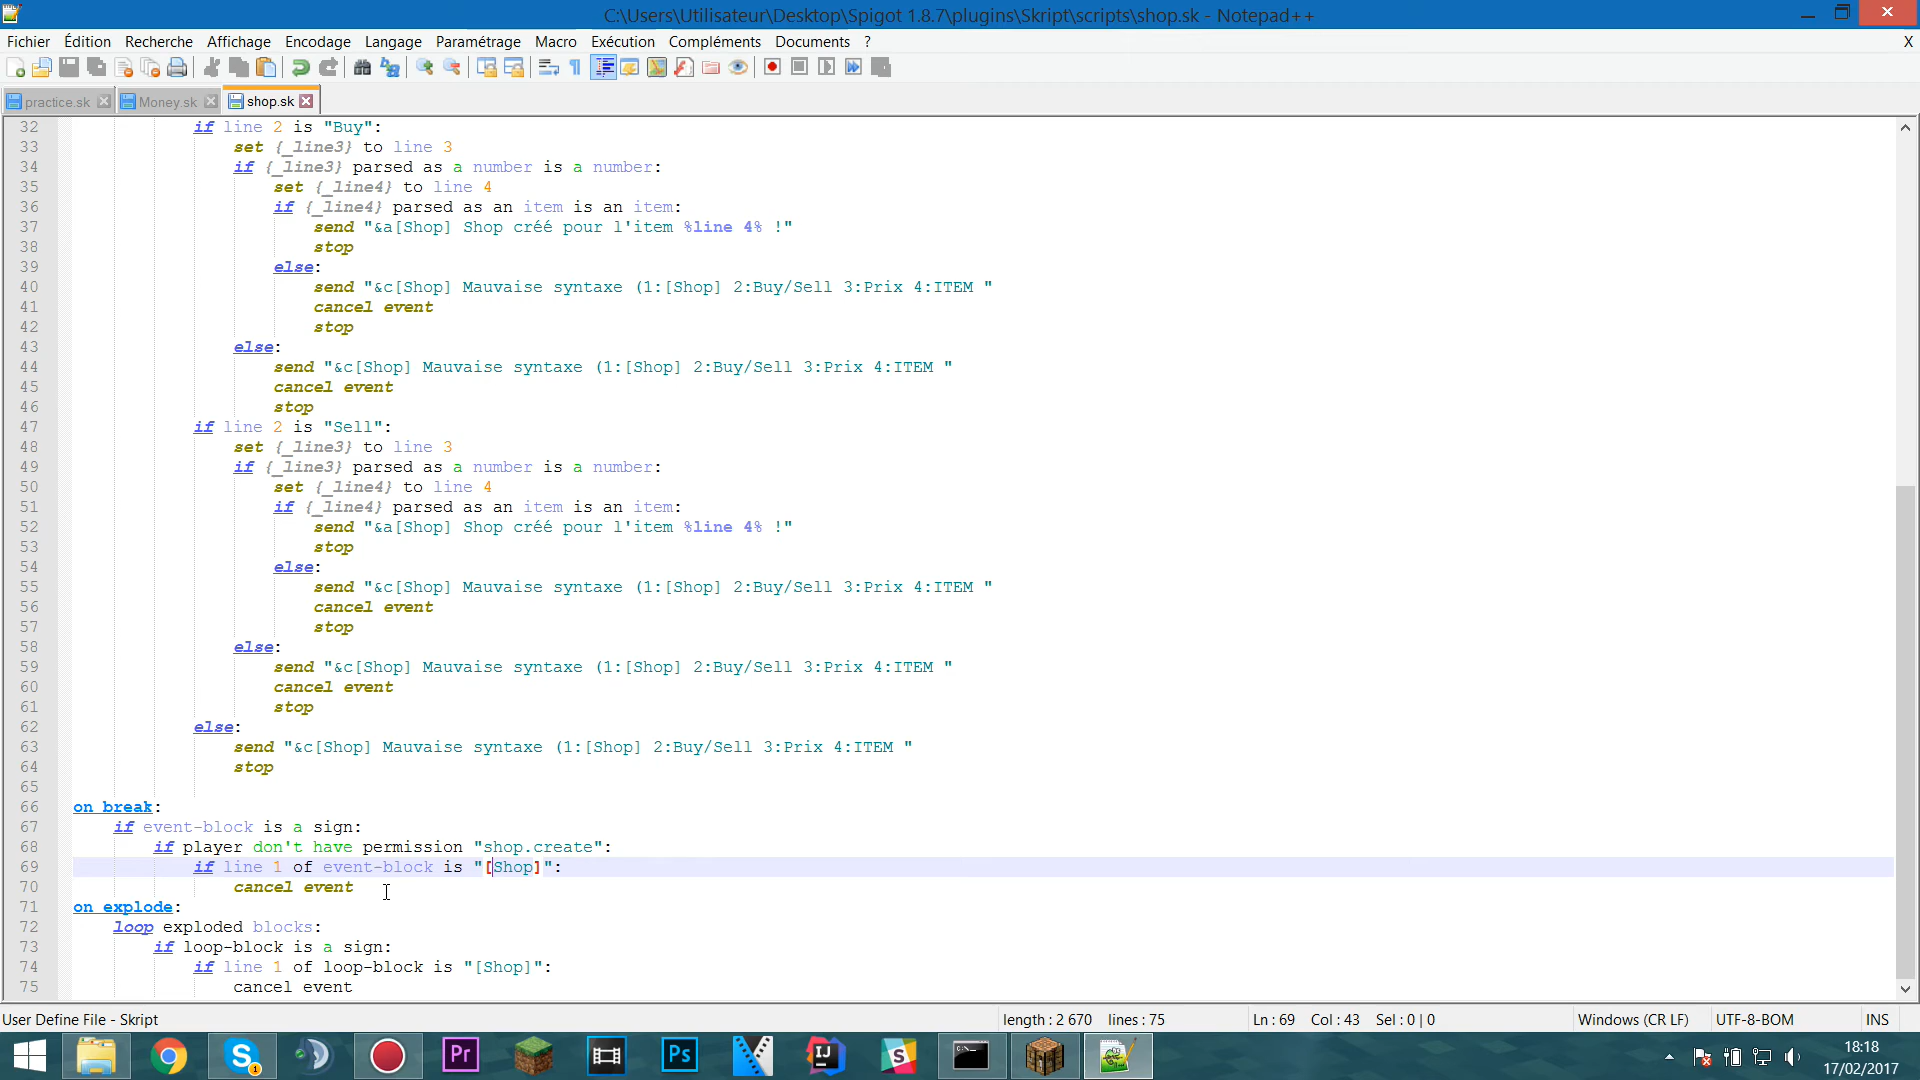 C:\Users\Utilisateur\Desktop\Spigot 1.8.7\plugins\Skript\scripts\shop.sk - Notepad++
Fichier Édition Recherche Affichage Encodage Langage Paramétrage Macro Exécution Compléments Documents ? X
practice.sk Money.sk shop.sk
32 if line 2 is "Buy":
33 set {_line3} to line 3
34 if {_line3} parsed as a number is a number:
35 set {_line4} to line 4
36 if {_line4} parsed as an item is an item:
37 send "&a[Shop] Shop créé pour l'item %line 4% !"
38 stop
39 else:
40 send "&c[Shop] Mauvaise syntaxe (1:[Shop] 2:Buy/Sell 3:Prix 4:ITEM "
41 cancel event
42 stop
43 else:
44 send "&c[Shop] Mauvaise syntaxe (1:[Shop] 2:Buy/Sell 3:Prix 4:ITEM "
45 cancel event
46 stop
47 if line 2 is "Sell":
48 set {_line3} to line 3
49 if {_line3} parsed as a number is a number:
50 set {_line4} to line 4
51 if {_line4} parsed as an item is an item:
52 send "&a[Shop] Shop créé pour l'item %line 4% !"
53 stop
54 else:
55 send "&c[Shop] Mauvaise syntaxe (1:[Shop] 2:Buy/Sell 3:Prix 4:ITEM "
56 cancel event
57 stop
58 else:
59 send "&c[Shop] Mauvaise syntaxe (1:[Shop] 2:Buy/Sell 3:Prix 4:ITEM "
60 cancel event
61 stop
62 else:
63 send "&c[Shop] Mauvaise syntaxe (1:[Shop] 2:Buy/Sell 3:Prix 4:ITEM "
64 stop
65
66 on break:
67 if event-block is a sign:
68 if player don't have permission "shop.create":
69 if line 1 of event-block is "[Shop]":
70 cancel event
71 on explode:
72 loop exploded blocks:
73 if loop-block is a sign:
74 if line 1 of loop-block is "[Shop]":
75 cancel event
User Define File - Skript length : 2 670 lines : 75 Ln : 69 Col : 43 Sel : 0 | 0 Windows (CR LF) UTF-8-BOM INS
Pr Ps IJ S
18:18
17/02/2017